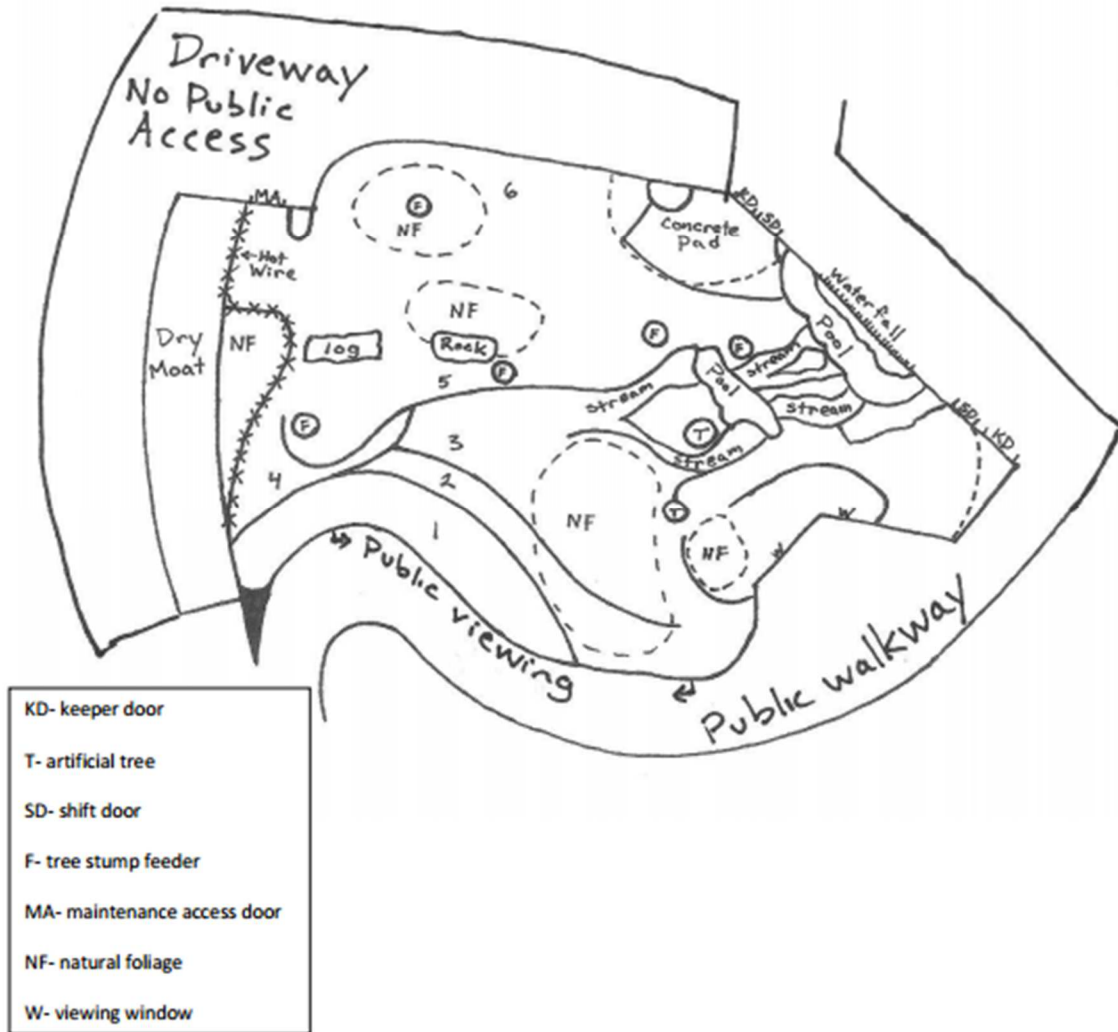 Driveway
No Public
Access
MA
F
NF
6
KD
SD
Concrete
Pad
Hot
Wire
Waterfall
Pool
Dry
Moat
NF
log
NF
Rock
F
F
F
stream
Pool
stream
stream
5
SD
KD
F
T
stream
3
4
2
1
NF
T
NF
W
W
Public viewing
Public walkway
KD- keeper door
T- artificial tree
SD- shift door
F- tree stump feeder
MA- maintenance access door
NF- natural foliage
W- viewing window